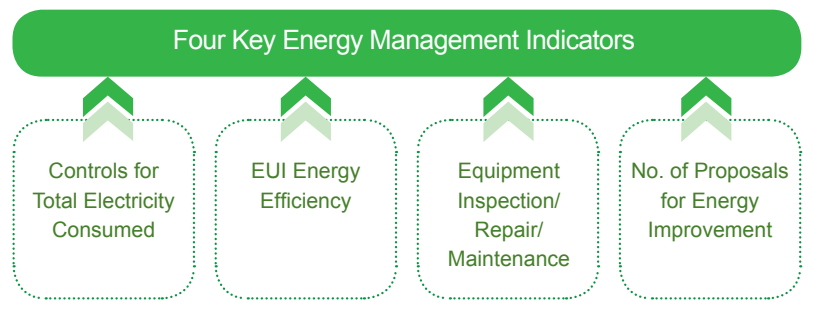 Four Key Energy Management Indicators
Controls for
Total Electricity
Consumed
EUI Energy
Efficiency
Equipment
Inspection/
Repair/
Maintenance
No. of Proposals
for Energy
Improvement